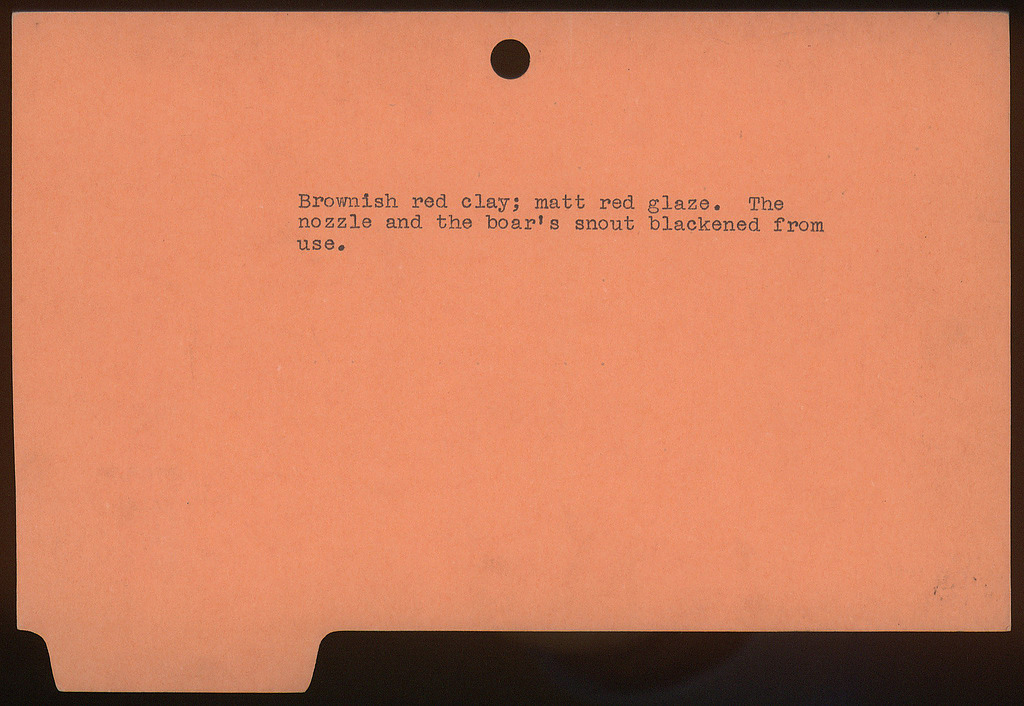 Brownish red clay; matt red glaze.  The
nozzle and the boar's snout blackened from
use.